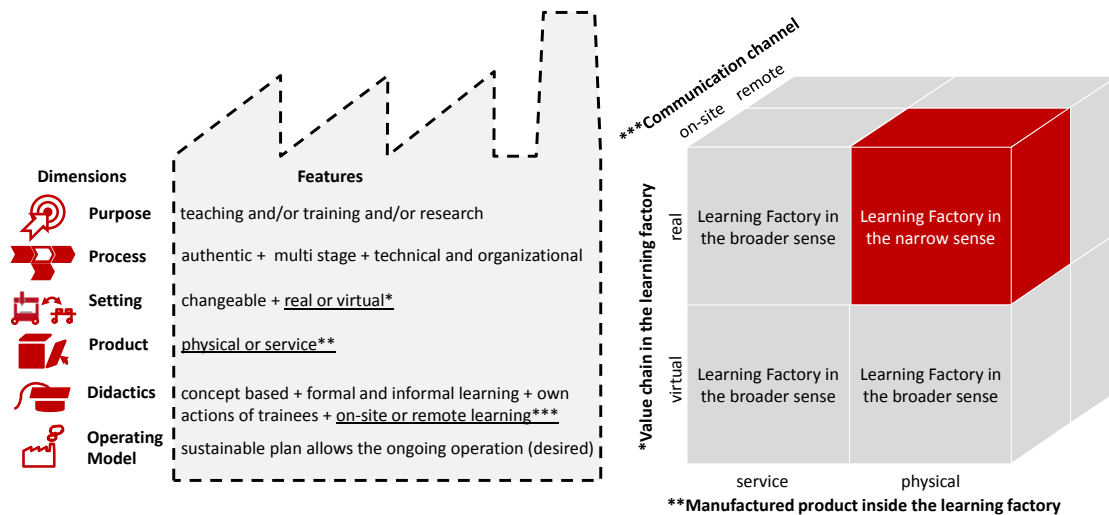 Dimensions
Features
Purpose
teaching and/or training and/or research
Process
authentic + multi stage + technical and organizational
Setting
changeable + real or virtual*
Product
physical or service**
Didactics
concept based + formal and informal learning + own
actions of trainees + on-site or remote learning***
Operating
Model
sustainable plan allows the ongoing operation (desired)
***Communication channel
on-site remote
*Value chain in the learning factory
real
virtual
Learning Factory in
the broader sense
Learning Factory in
the narrow sense
Learning Factory in
the broader sense
Learning Factory in
the broader sense
service
physical
**Manufactured product inside the learning factory